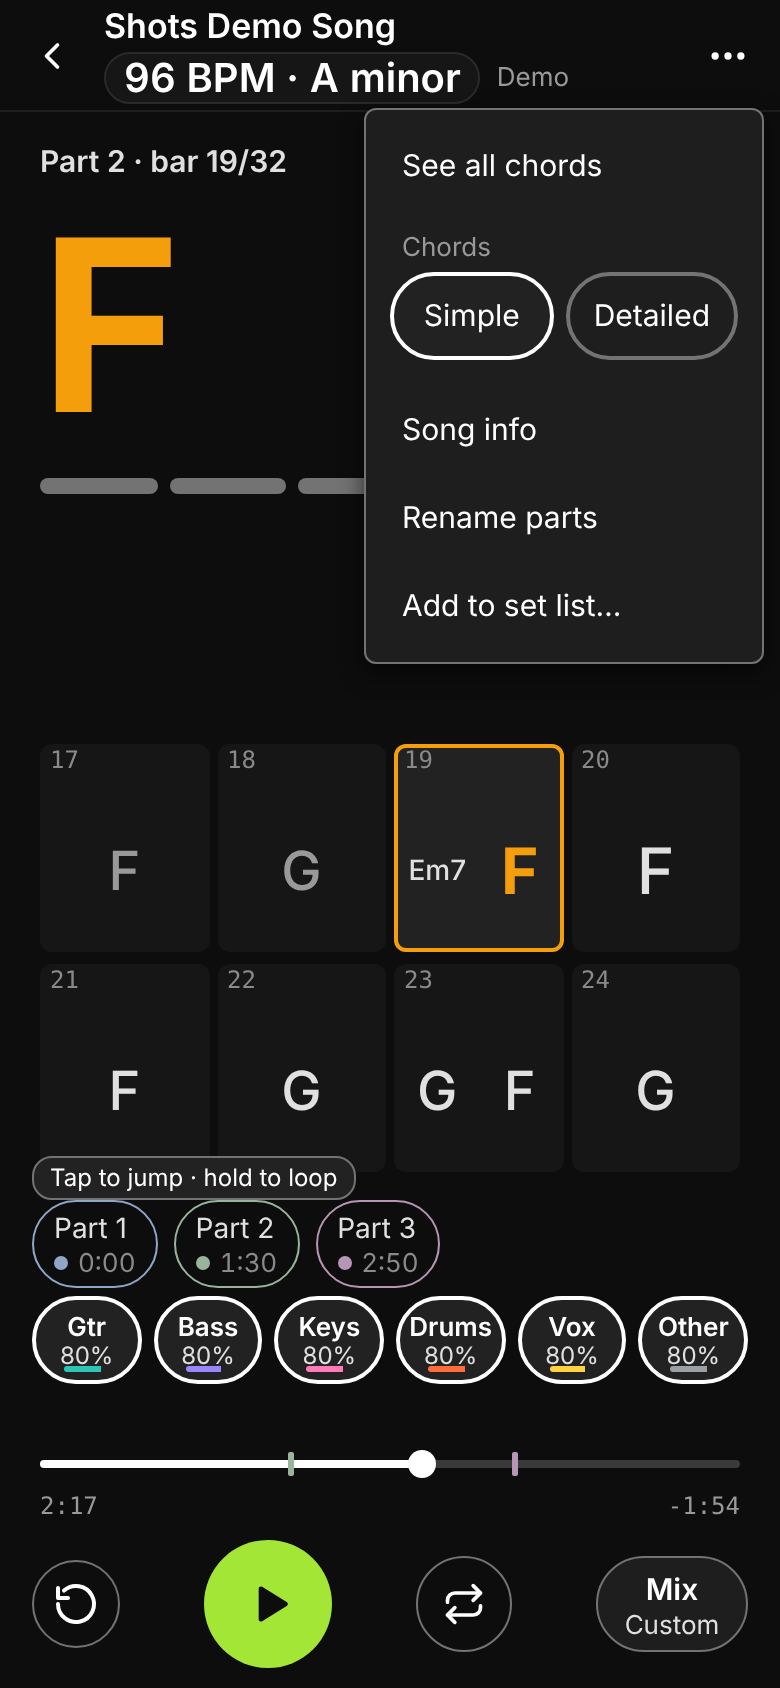 Shots Demo Song
96 BPM · A minor Demo
Part 2 · bar 19/32
See all chords
Chords
Simple Detailed
Song info
Rename parts
Add to set list...
F
17 18 19 20
F G Em7 F F
21 22 23 24
F G G F G
Tap to jump · hold to loop
Part 1 Part 2 Part 3
0:00 1:30 2:50
Gtr Bass Keys Drums Vox Other
80% 80% 80% 80% 80% 80%
2:17 -1:54
Mix
Custom